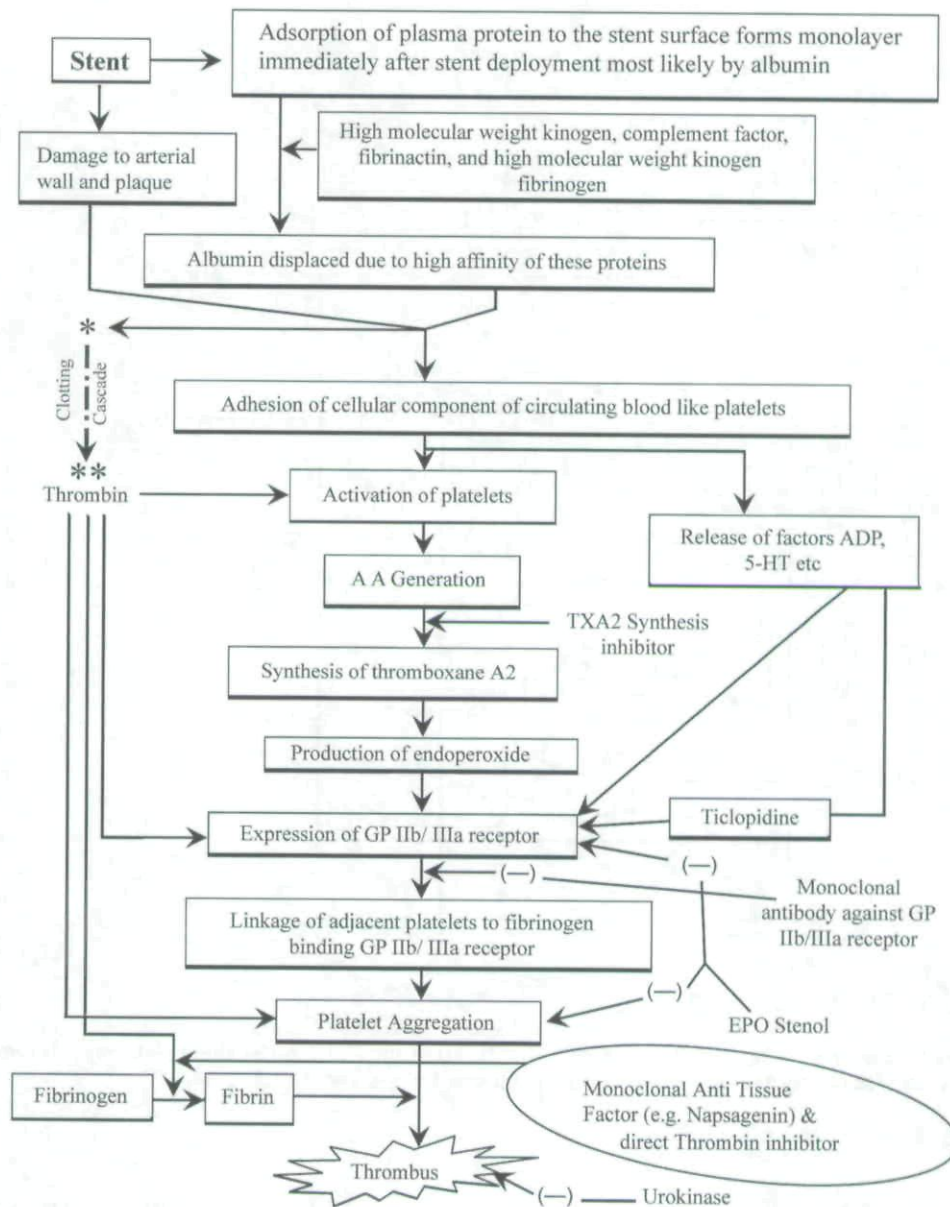 Stent
Adsorption of plasma protein to the stent surface forms monolayer
immediately after stent deployment most likely by albumin
Damage to arterial
wall and plaque
High molecular weight kinogen, complement factor,
fibrinactin, and high molecular weight kinogen
fibrinogen
Albumin displaced due to high affinity of these proteins
*
Clotting
Cascade
Adhesion of cellular component of circulating blood like platelets
**
Thrombin
Activation of platelets
Release of factors ADP,
5-HT etc
A A Generation
TXA2 Synthesis
inhibitor
Synthesis of thromboxane A2
Production of endoperoxide
Ticlopidine
Expression of GP IIb/ IIIa receptor
(—)
(—)
Monoclonal
antibody against GP
IIb/IIIa receptor
Linkage of adjacent platelets to fibrinogen
binding GP IIb/ IIIa receptor
(—)
Platelet Aggregation
EPO Stenol
Fibrinogen
Fibrin
Monoclonal Anti Tissue
Factor (e.g. Napsagenin) &
direct Thrombin inhibitor
Thrombus
(—)
Urokinase